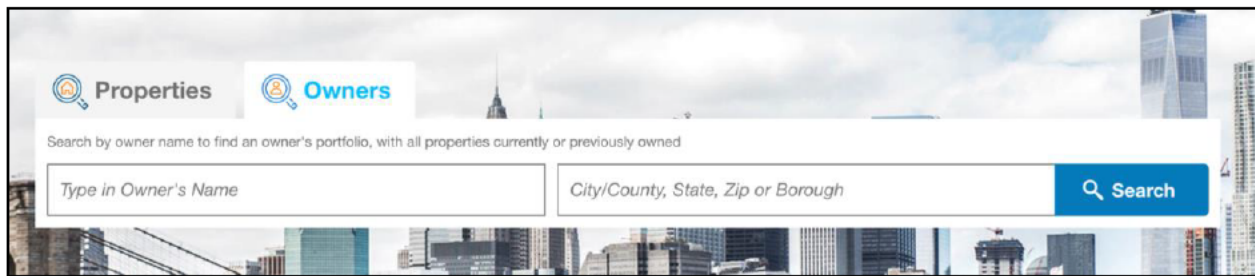 Properties
Owners
Search by owner name to find an owner's portfolio, with all properties currently or previously owned
Type in Owner's Name
City/County, State, Zip or Borough
Search